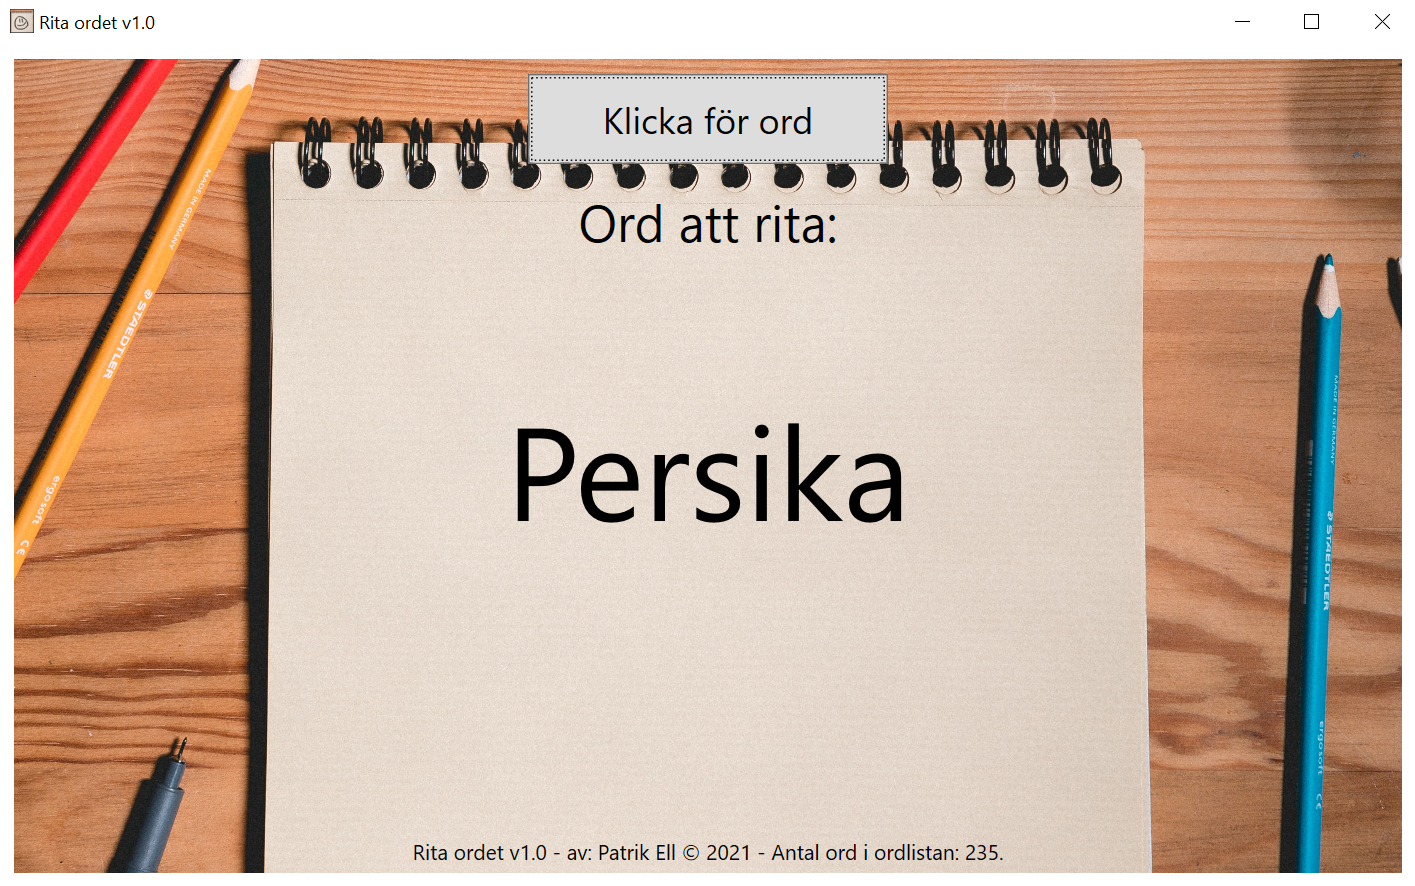 Rita ordet v1.0
Klicka för ord
Ord att rita:
Persika
MADE IN GERMANY
STAEDTLER
ergosoft
CE
MADE IN GERMANY
STAEDTLER
ergosoft
CE
Rita ordet v1.0 - av: Patrik Ell © 2021 - Antal ord i ordlistan: 235.